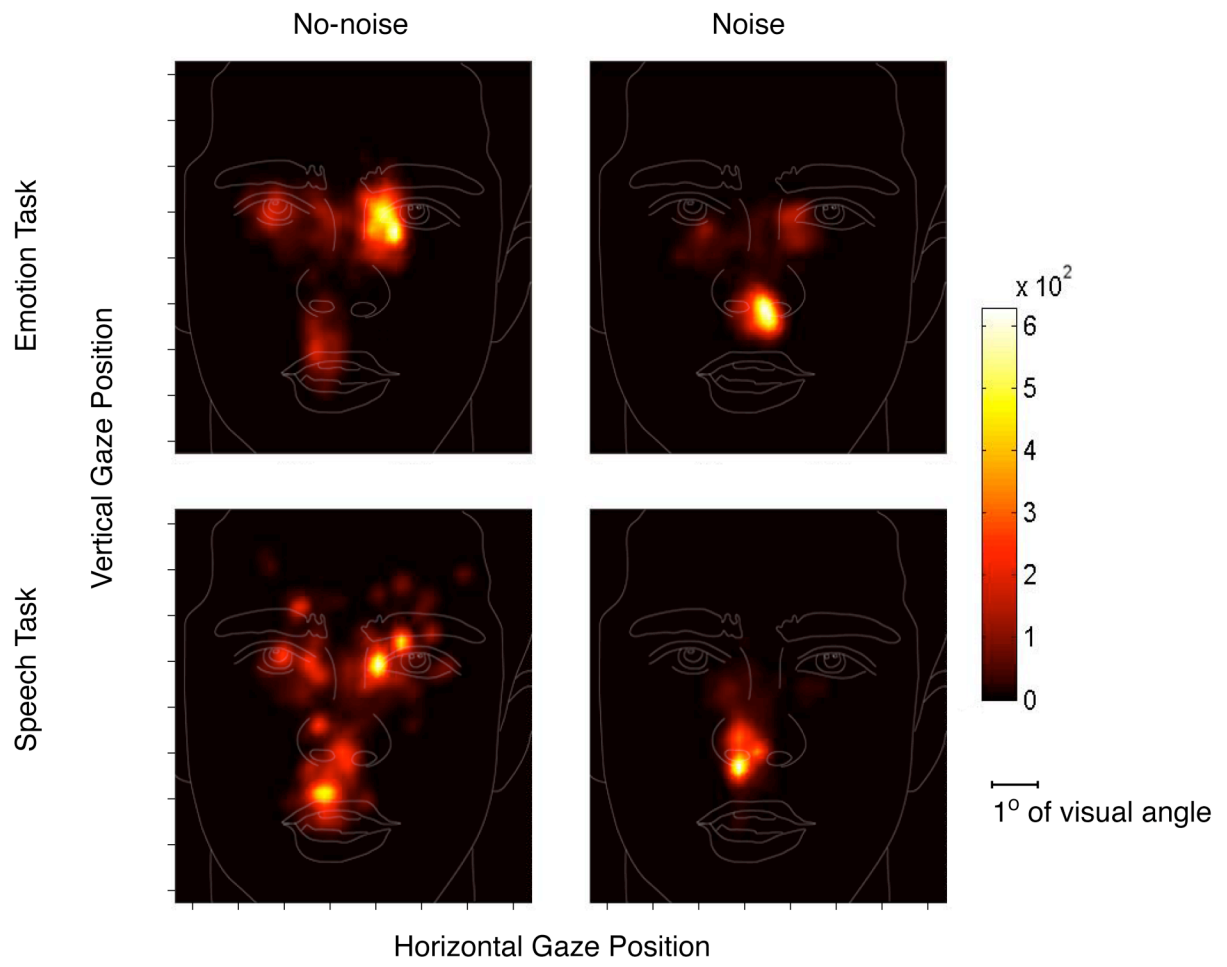 No-noise
Noise
Emotion Task
Speech Task
Vertical Gaze Position
Horizontal Gaze Position
x 10²
6
5
4
3
2
1
0
1° of visual angle